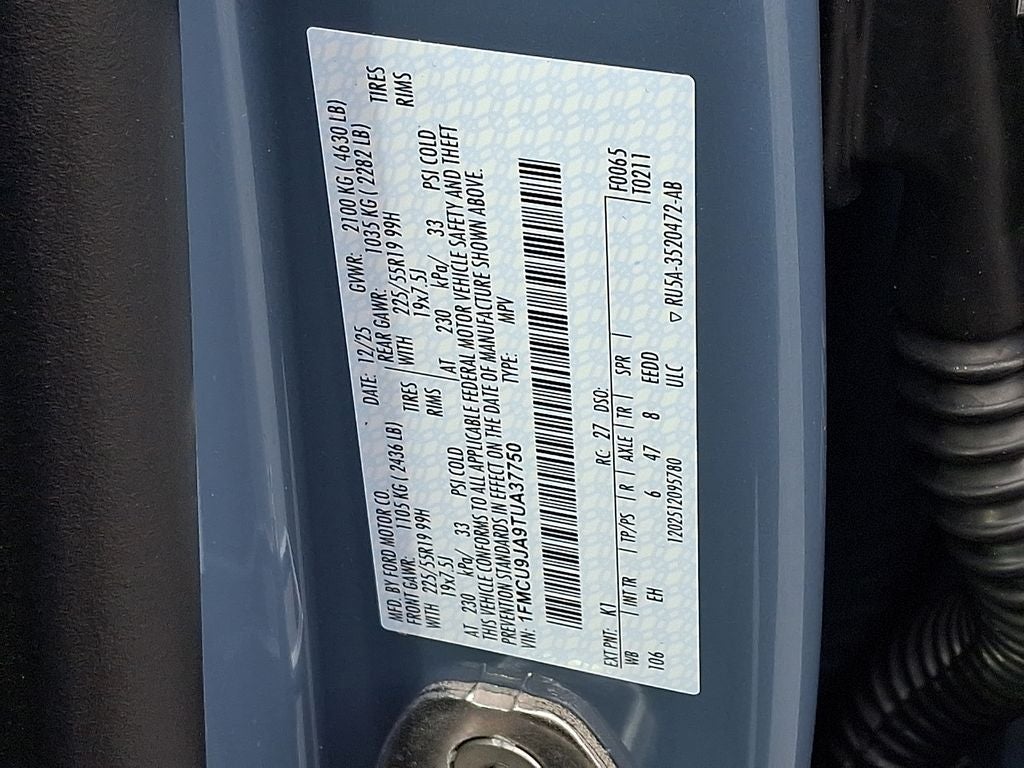 MFD. BY FORD MOTOR CO. DATE: 12/25 GVWR: 2100 KG ( 4630 LB)
FRONT GAWR: 1105 KG ( 2436 LB) REAR GAWR: 1035 KG ( 2282 LB)
WITH 225/55R19 99H TIRES WITH 225/55R19 99H TIRES
19x7.5J RIMS 19x7.5J RIMS
AT 230 kPa/ 33 PSI COLD AT 230 kPa/ 33 PSI COLD
THIS VEHICLE CONFORMS TO ALL APPLICABLE FEDERAL MOTOR VEHICLE SAFETY AND THEFT
PREVENTION STANDARDS IN EFFECT ON THE DATE OF MANUFACTURE SHOWN ABOVE.
VIN: 1FMCU9JA9TUA37750 TYPE: MPV
EXT PNT: K1 RC: 27 DSO: F0065
WB INT TR TP/PS R AXLE TR SPR T0211
106 EH 6 47 8 EEDD
1202512095780 ULC ▽ RU5A-3520472-AB